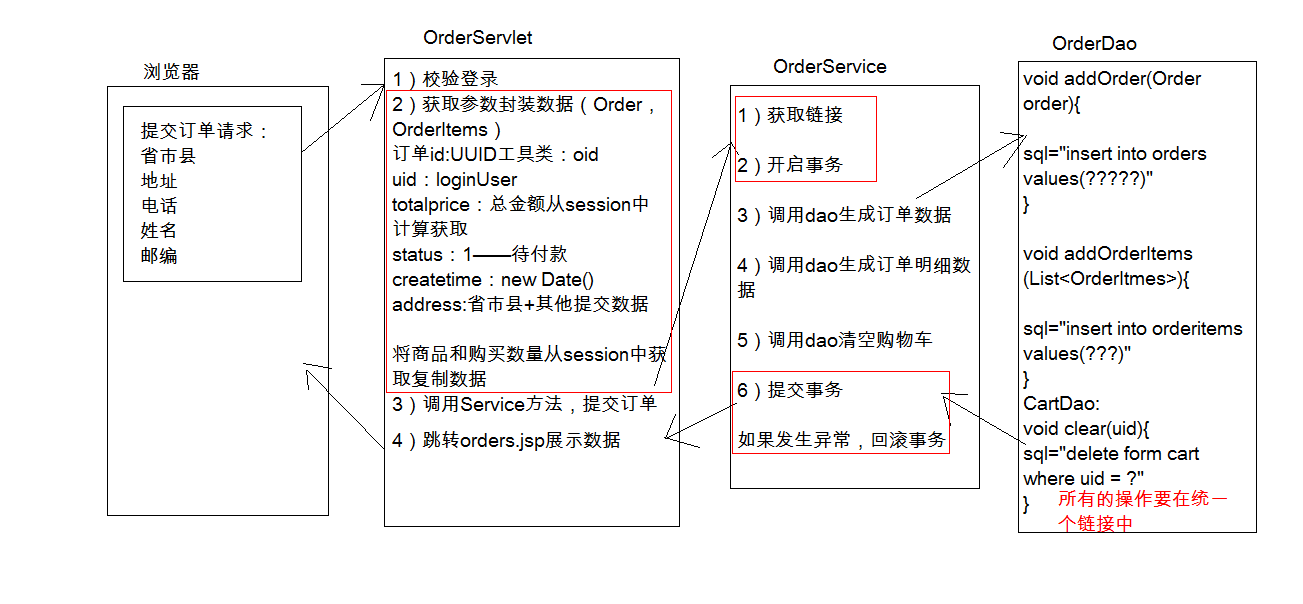 浏览器
提交订单请求：
省市县
地址
电话
姓名
邮编
OrderServlet
1）校验登录
2）获取参数封装数据（Order，
OrderItems）
订单id:UUID工具类：oid
uid：loginUser
totalprice：总金额从session中
计算获取
status：1——待付款
createtime：new Date()
address:省市县+其他提交数据
将商品和购买数量从session中获
取复制数据
3）调用Service方法，提交订单
4）跳转orders.jsp展示数据
OrderService
1）获取链接
2）开启事务
3）调用dao生成订单数据
4）调用dao生成订单明细数
据
5）调用dao清空购物车
6）提交事务
如果发生异常，回滚事务
OrderDao
void addOrder(Order
order){
sql="insert into orders
values(?????)"
}
void addOrderItems
(List<OrderItmes>){
sql="insert into orderitems
values(???)"
}
CartDao:
void clear(uid){
sql="delete form cart
where uid = ?"
}
所有的操作要在统一
个链接中